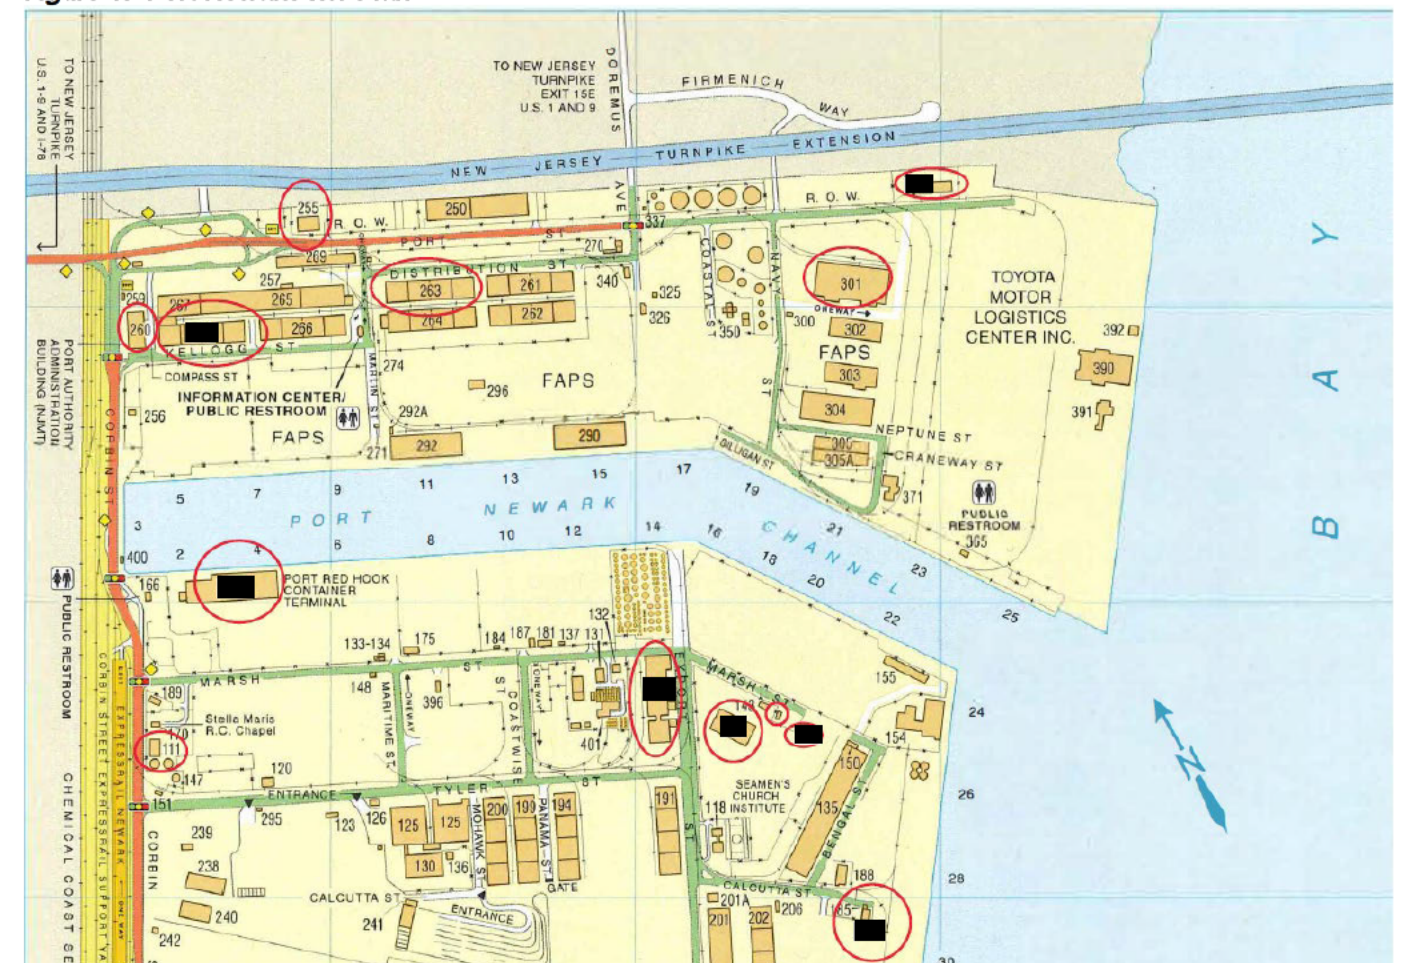 TO NEW JERSEY
TURNPIKE
U.S. 1-9 AND I-78
TO NEW JERSEY
TURNPIKE
EXIT 15E
U.S. 1 AND 9
DOREMUS
AVE
FIRMENICH
WAY
NEW JERSEY TURNPIKE EXTENSION
255
R. O. W.
250
PORT ST
337
R. O. W.
269
257
270
DISTRIBUTION ST
340
COASTAL ST
NAVY
ST
301
TOYOTA
MOTOR
LOGISTICS
CENTER INC.
259
267
265
263
261
325
326
350
300
ONEWAY
302
260
266
264
262
392
KELLOGG ST
FAPS
COMPASS ST
274
303
390
PORT AUTHORITY
ADMINISTRATION
BUILDING (NJMT)
INFORMATION CENTER/
PUBLIC RESTROOM
MARLIN ST
296
FAPS
304
391
256
FAPS
292A
NEPTUNE ST
271
292
290
GILLIGAN ST
305A
CRANEWAY ST
371
CORBIN ST
PUBLIC
RESTROOM
365
3
5
7
9
11
13
15
17
19
21
23
25
PORT NEWARK CHANNEL
BAY
2
4
6
8
10
12
14
16
18
20
22
400
166
PORT RED HOOK
CONTAINER
TERMINAL
PUBLIC RESTROOM
132
133-134
175
184
187
181
137
131
MARSH ST
MARSH ST
155
189
148
396
ONEWAY
ONEWAY
MARITIME ST
COASTWISE
ST
Stella Maris
R.C. Chapel
170
111
401
154
24
N
147
120
150
SEAMEN'S
CHURCH
INSTITUTE
26
151
ENTRANCE
TYLER ST
295
123
126
125
125
MOHAWK ST
200
199
PANAMA ST
194
191
ST
118
135
BENGAL ST
239
238
130
136
GATE
188
28
CALCUTTA ST
CALCUTTA ST
240
241
ENTRANCE
201A
206
185
242
201
202
30
CORBIN
EXPRESSRAIL NEWARK
ONE WAY
CORBIN STREET EXPRESSRAIL SUPPORT
CHEMICAL COAST